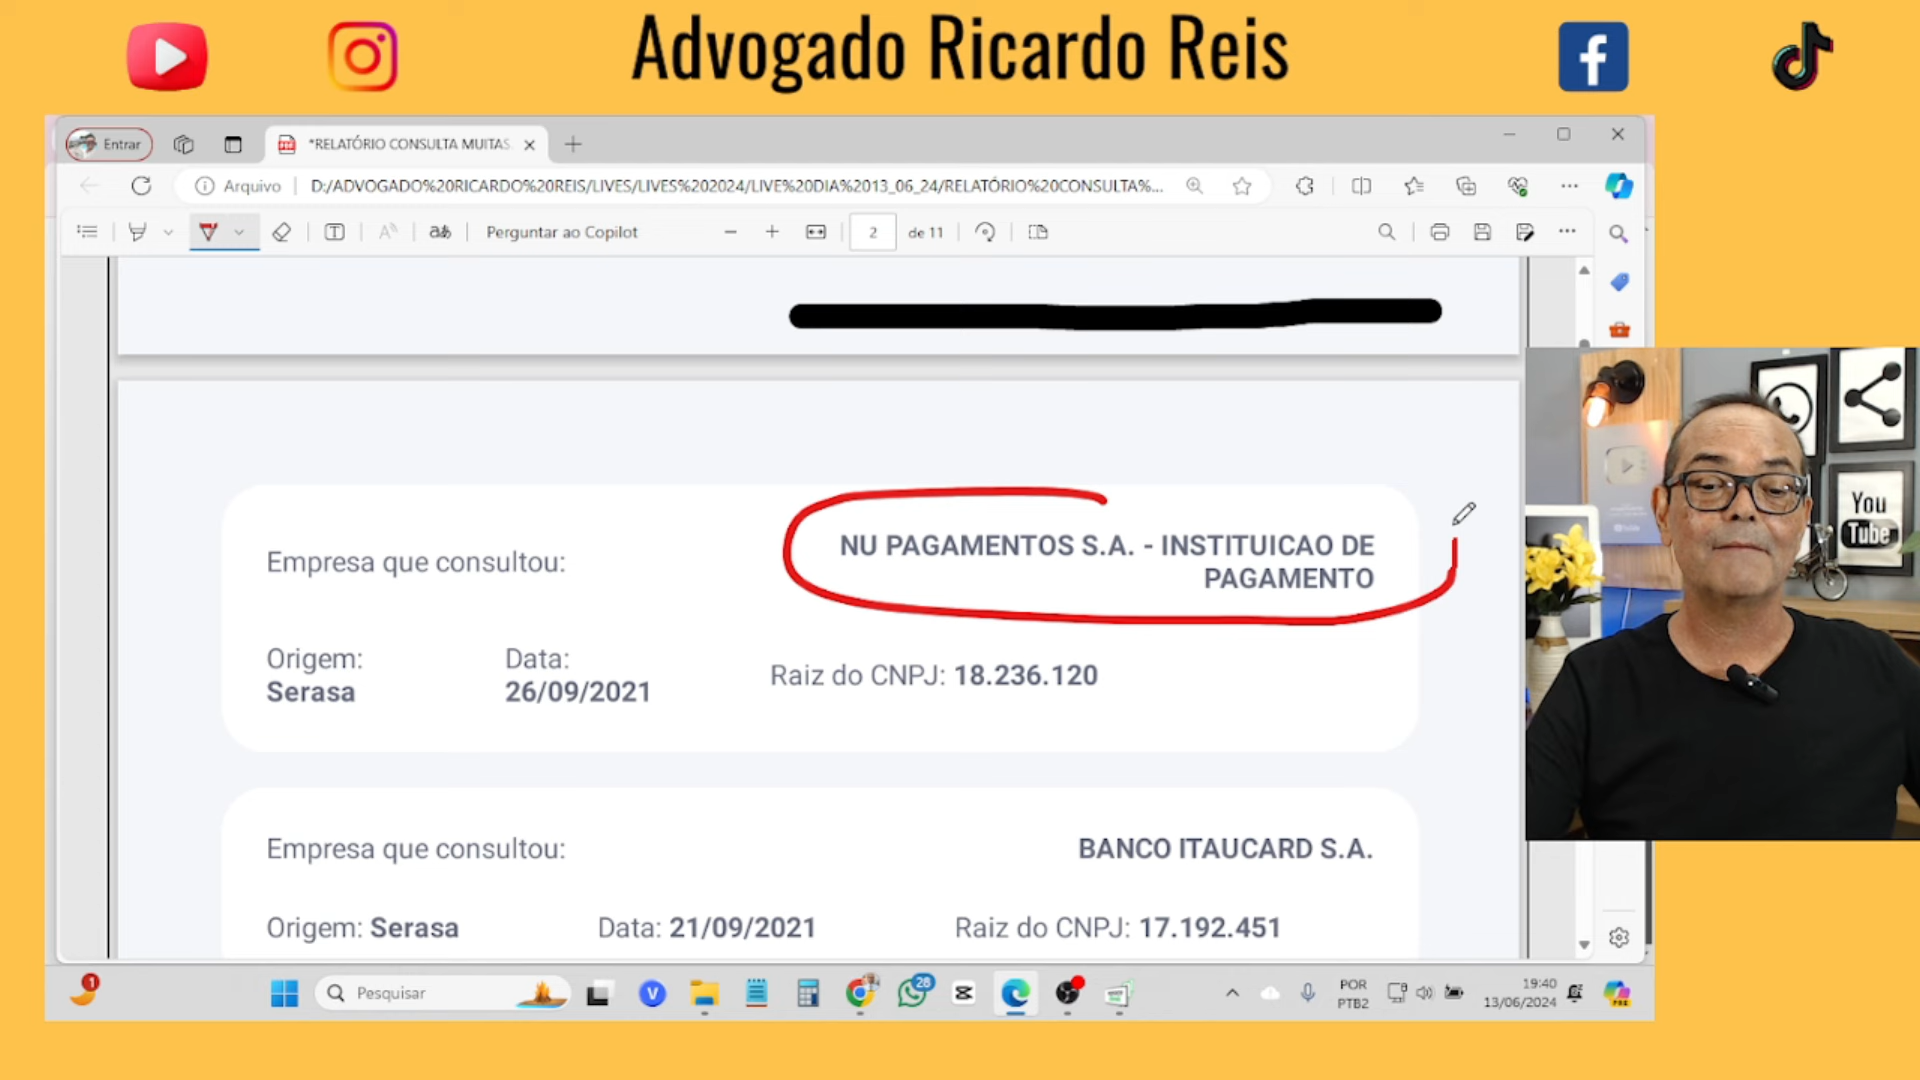 Advogado Ricardo Reis
Entrar
*RELATÓRIO CONSULTA MUITAS
Arquivo
D:/ADVOGADO%20RICARDO%20REIS/LIVES/LIVES%202024/LIVE%20DIA%2013_06_24/RELATÓRIO%20CONSULTA%...
Perguntar ao Copilot
2 de 11
Empresa que consultou:
NU PAGAMENTOS S.A. - INSTITUICAO DE
PAGAMENTO
Origem:
Serasa
Data:
26/09/2021
Raiz do CNPJ: 18.236.120
Empresa que consultou:
BANCO ITAUCARD S.A.
Origem: Serasa
Data: 21/09/2021
Raiz do CNPJ: 17.192.451
You
Tube
1
Pesquisar
V
28
POR
PTB2
19:40
13/06/2024